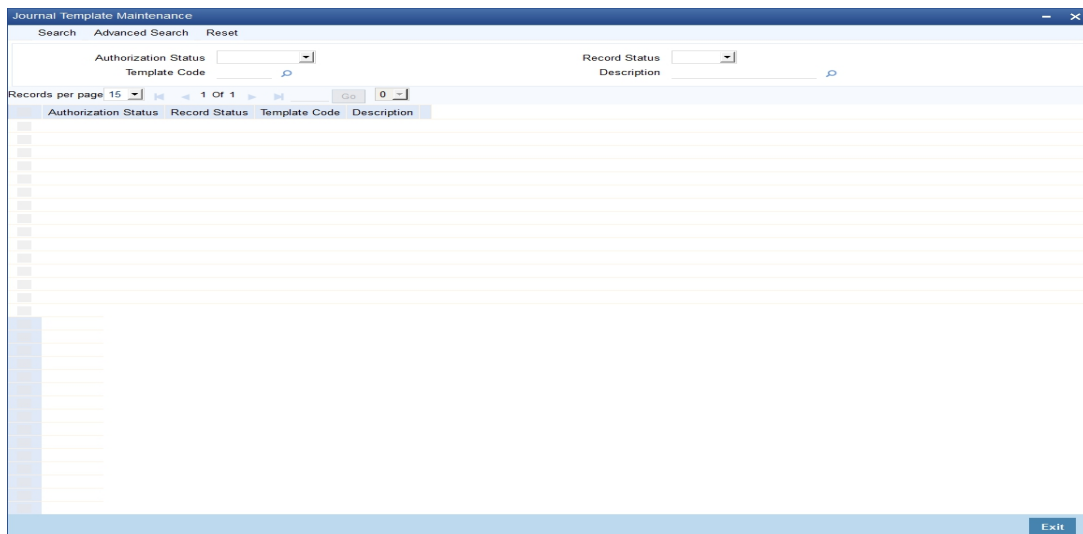 Journal Template Maintenance
Search Advanced Search Reset
Authorization Status Record Status
Template Code Description
Records per page 15 1 Of 1 Go 0
Authorization Status Record Status Template Code Description
Exit